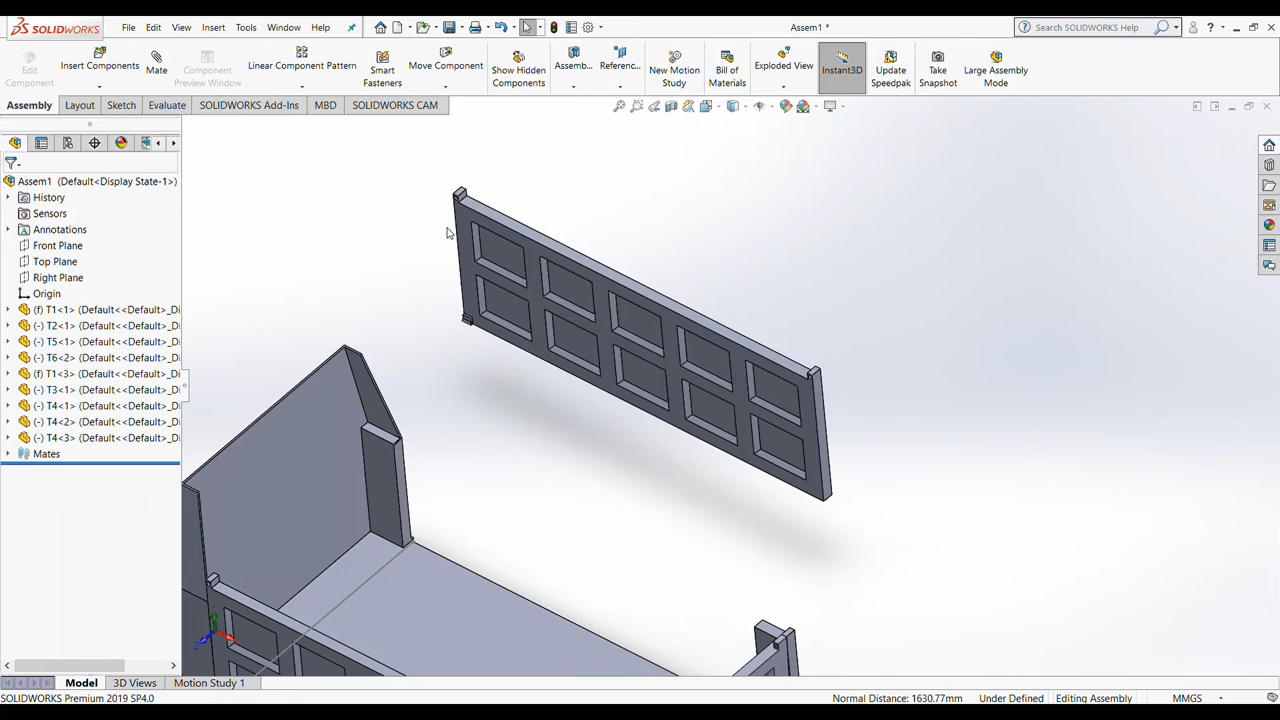 SOLIDWORKS File Edit View Insert Tools Window Help Assem1 * Search SOLIDWORKS Help ?
Edit Component
Insert Components
Mate
Component Preview Window
Linear Component Pattern
Smart Fasteners
Move Component
Show Hidden Components
Assemb...
Referenc...
New Motion Study
Bill of Materials
Exploded View
Instant3D
Update Speedpak
Take Snapshot
Large Assembly Mode
Assembly Layout Sketch Evaluate SOLIDWORKS Add-Ins MBD SOLIDWORKS CAM
Assem1 (Default<Display State-1>)
History
Sensors
Annotations
Front Plane
Top Plane
Right Plane
Origin
(f) T1<1> (Default<<Default>_Di
(-) T2<1> (Default<<Default>_Di
(-) T5<1> (Default<<Default>_Di
(-) T6<2> (Default<<Default>_Di
(f) T1<3> (Default<<Default>_Di
(-) T3<1> (Default<<Default>_Di
(-) T4<1> (Default<<Default>_Di
(-) T4<2> (Default<<Default>_Di
(-) T4<3> (Default<<Default>_Di
Mates
Z
Model 3D Views Motion Study 1
SOLIDWORKS Premium 2019 SP4.0 Normal Distance: 1630.77mm Under Defined Editing Assembly MMGS